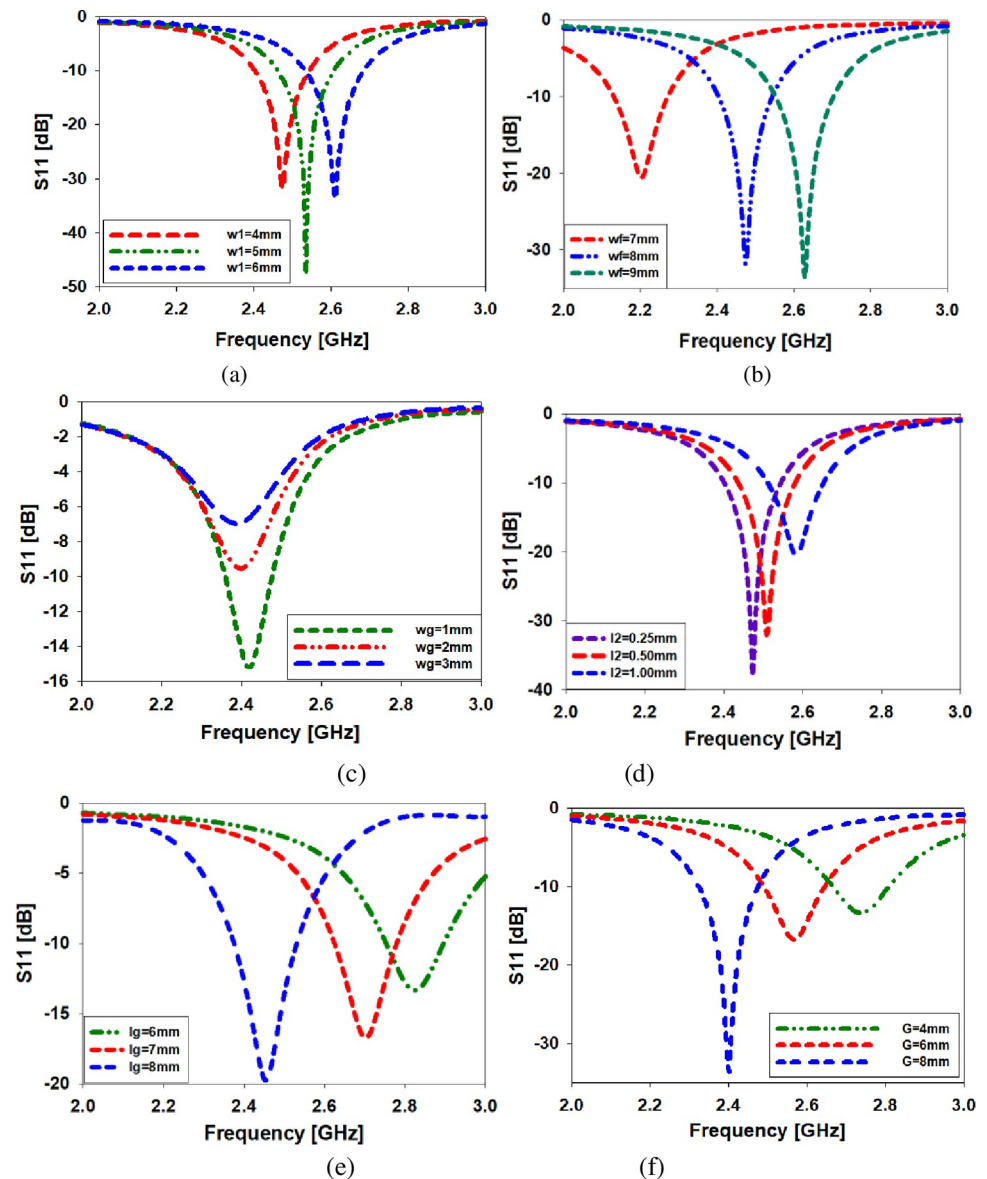 0
-10
-20
-30
-40
-50
S11 [dB]
w1=4mm
w1=5mm
w1=6mm
2.0 2.2 2.4 2.6 2.8 3.0
Frequency [GHz]
(a)
0
-10
-20
-30
S11 [dB]
wf=7mm
wf=8mm
wf=9mm
2.0 2.2 2.4 2.6 2.8 3.0
Frequency [GHz]
(b)
0
-2
-4
-6
-8
-10
-12
-14
-16
S11 [dB]
wg=1mm
wg=2mm
wg=3mm
2.0 2.2 2.4 2.6 2.8 3.0
Frequency [GHz]
(c)
0
-10
-20
-30
-40
S11 [dB]
l2=0.25mm
l2=0.50mm
l2=1.00mm
2.0 2.2 2.4 2.6 2.8 3.0
Frequency [GHz]
(d)
0
-5
-10
-15
-20
S11 [dB]
lg=6mm
lg=7mm
lg=8mm
2.0 2.2 2.4 2.6 2.8 3.0
Frequency [GHz]
(e)
0
-10
-20
-30
S11 [dB]
G=4mm
G=6mm
G=8mm
2.0 2.2 2.4 2.6 2.8 3.0
Frequency [GHz]
(f)